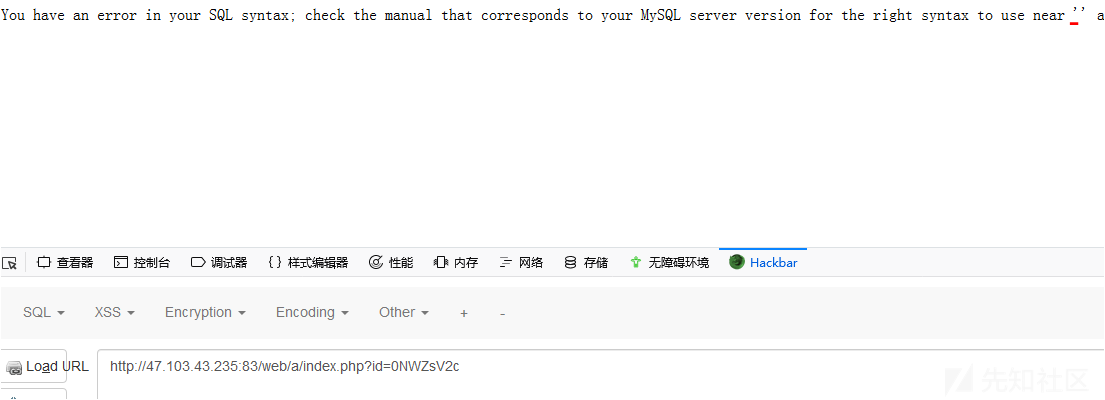 You have an error in your SQL syntax; check the manual that corresponds to your MySQL server version for the right syntax to use near '' a
查看器 控制台 调试器 {} 样式编辑器 性能 内存 网络 存储 无障碍环境 Hackbar
SQL XSS Encryption Encoding Other + -
Load URL http://47.103.43.235:83/web/a/index.php?id=0NWZsV2c
先知社区